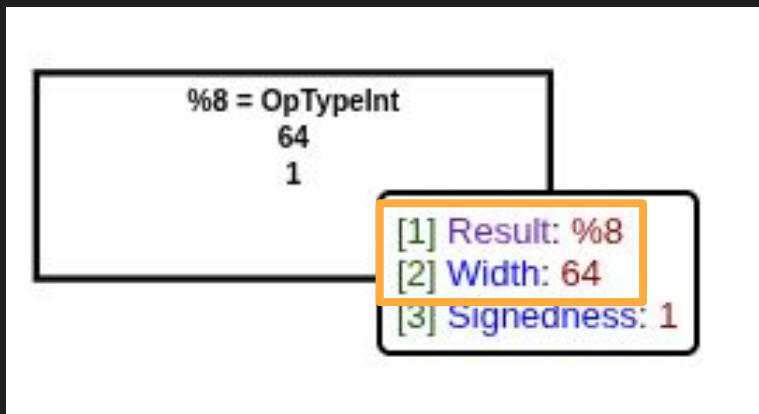 %8 = OpTypeInt
64
1
[1] Result: %8
[2] Width: 64
[3] Signedness: 1